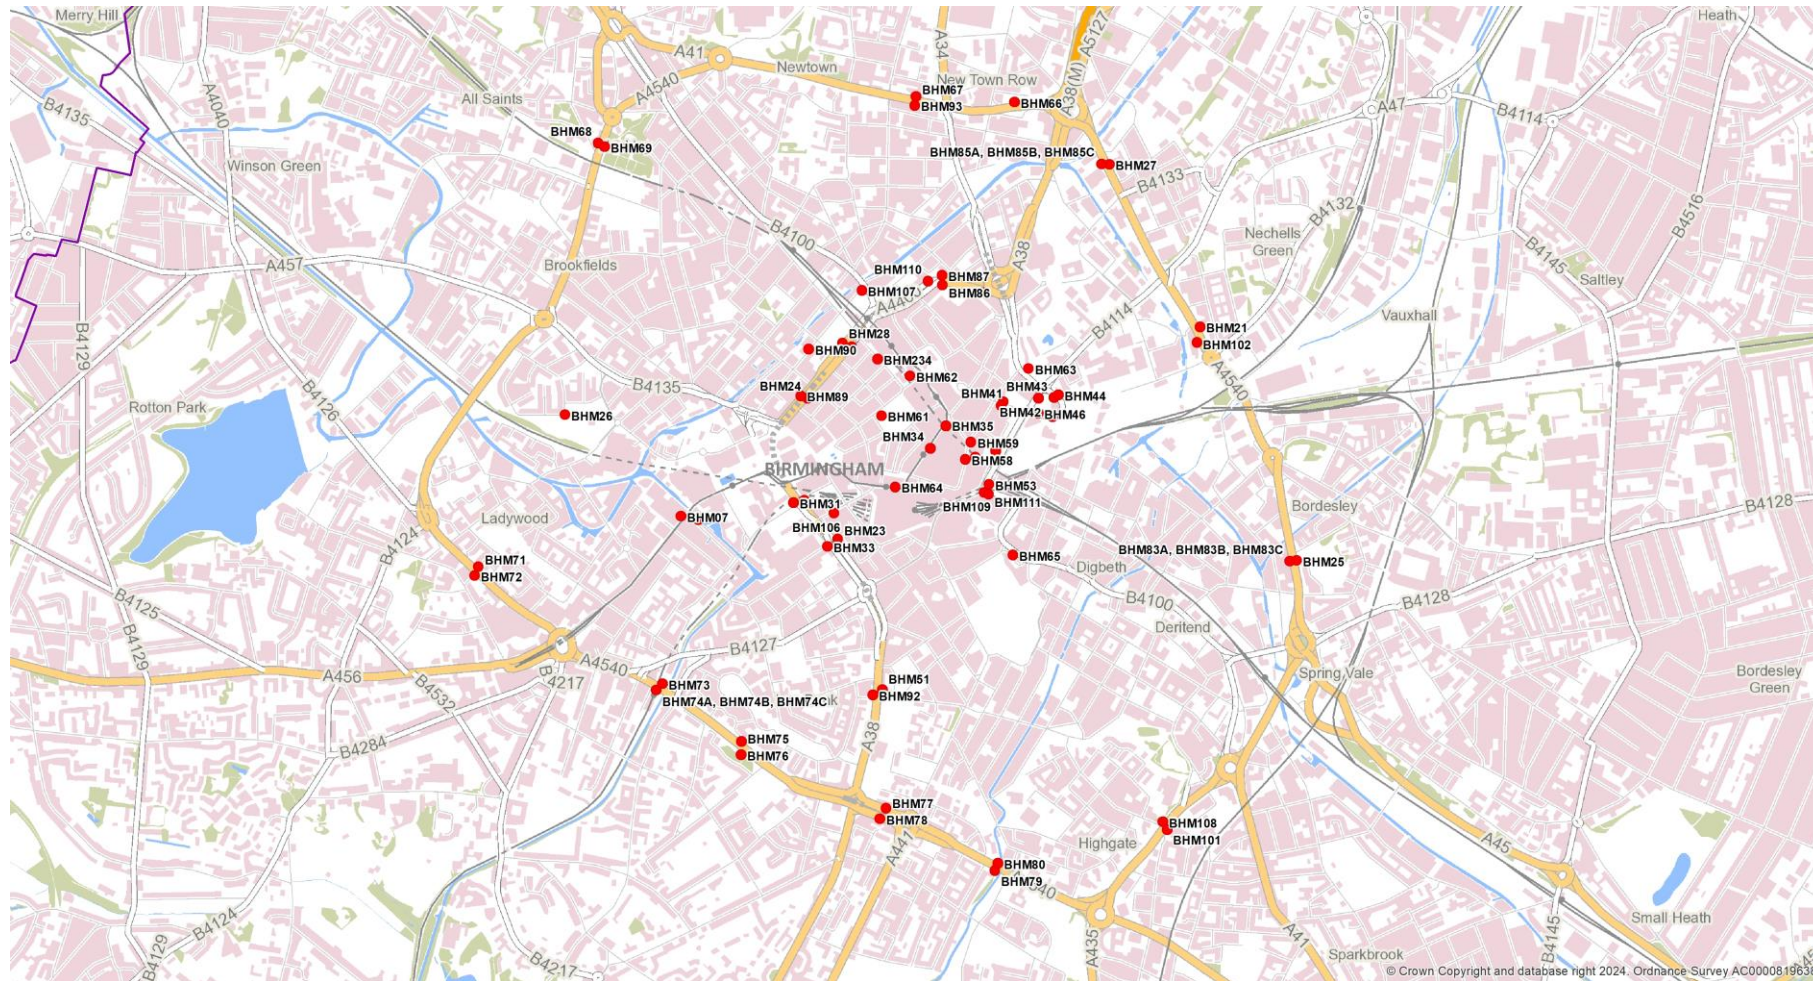 Merry Hill
A41
A34
A38(M) A5127
Heath
Newtown
New Town Row
A4540
All Saints
BHM67
BHM93
BHM66
A47
B4114
B4135
A4040
BHM68
BHM69
Winson Green
BHM85A, BHM85B, BHM85C
BHM27
B4133
B4132
B4516
B4100
A38
Nechells
Green
B4145
Saltley
A457
Brookfields
BHM110
BHM87
BHM86
BHM107
B4114
Vauxhall
B4129
BHM28
BHM90
BHM21
BHM102
BHM234
BHM62
BHM63
A4540
B4135
BHM24
BHM89
BHM41
BHM43
BHM44
BHM42
BHM46
Rotton Park
B4126
BHM26
BHM61
BHM35
BHM34
BHM59
BHM58
BIRMINGHAM
BHM64
BHM53
BHM31
BHM109
BHM111
Bordesley
B4128
Ladywood
BHM07
BHM106
BHM23
BHM33
B4124
BHM65
Digbeth
BHM83A, BHM83B, BHM83C
BHM25
BHM71
BHM72
B4125
B4100
B4128
Deritend
B4129
B4127
A456
A4540
B4217
B4532
Spring Vale
Bordesley
Green
BHM73
BHM74A, BHM74B, BHM74C
BHM51
BHM92
A38
B4284
BHM75
BHM76
BHM77
BHM78
A441
BHM108
BHM101
Highgate
A45
BHM80
BHM79
B4124
B4129
B4217
A435
A41
B4145
Small Heath
Sparkbrook
© Crown Copyright and database right 2024. Ordnance Survey AC000081963